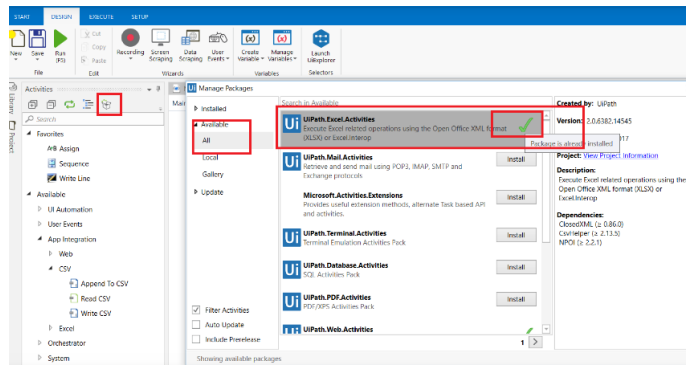 START DESIGN EXECUTE SETUP
New Save Run (F5)
Cut
Copy
Paste
Recording Screen Scraping Data Scraping User Events
Create Variable Manage Variables Launch UiExplorer
File Edit Wizards Variables Selectors
Library
Project
Activities
Search
Favorites
Assign
Sequence
Write Line
Available
UI Automation
User Events
App Integration
Web
CSV
Append To CSV
Read CSV
Write CSV
Excel
Orchestrator
System
Mai
Manage Packages
Installed
Available
All
Local
Gallery
Update
Filter Activities
Auto Update
Include Prerelease
Showing available packages
Search in Available
UiPath.Excel.Activities
Execute Excel related operations using the Open Office XML format
(XLSX) or Excel.Interop
Package is already installed
UiPath.Mail.Activities
Retrieve and send mail using POP3, IMAP, SMTP and
Exchange protocols
Install
Microsoft.Activities.Extensions
Provides useful extension methods, alternate Task based API
and activities.
UiPath.Terminal.Activities
Terminal Emulation Activities Pack
Install
UiPath.Database.Activities
SQL Activities Pack
Install
UiPath.PDF.Activities
PDF/XPS Activities Pack
Install
UiPath.Web.Activities
1
Created by: UiPath
Version: 2.0.6382.14545
017
Project: View Project Information
Description:
Execute Excel related operations using the
Open Office XML format (XLSX) or
Excel.Interop
Dependencies:
ClosedXML (≥ 0.86.0)
CsvHelper (≥ 2.13.5)
NPOI (≥ 2.2.1)